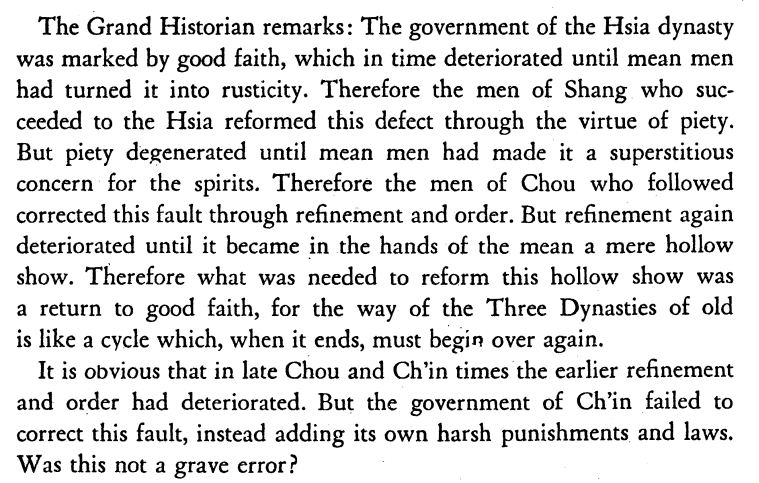 The Grand Historian remarks: The government of the Hsia dynasty
was marked by good faith, which in time deteriorated until mean men
had turned it into rusticity. Therefore the men of Shang who suc-
ceeded to the Hsia reformed this defect through the virtue of piety.
But piety degenerated until mean men had made it a superstitious
concern for the spirits. Therefore the men of Chou who followed
corrected this fault through refinement and order. But refinement again
deteriorated until it became in the hands of the mean a mere hollow
show. Therefore what was needed to reform this hollow show was
a return to good faith, for the way of the Three Dynasties of old
is like a cycle which, when it ends, must begin over again.
It is obvious that in late Chou and Ch'in times the earlier refinement
and order had deteriorated. But the government of Ch'in failed to
correct this fault, instead adding its own harsh punishments and laws.
Was this not a grave error?